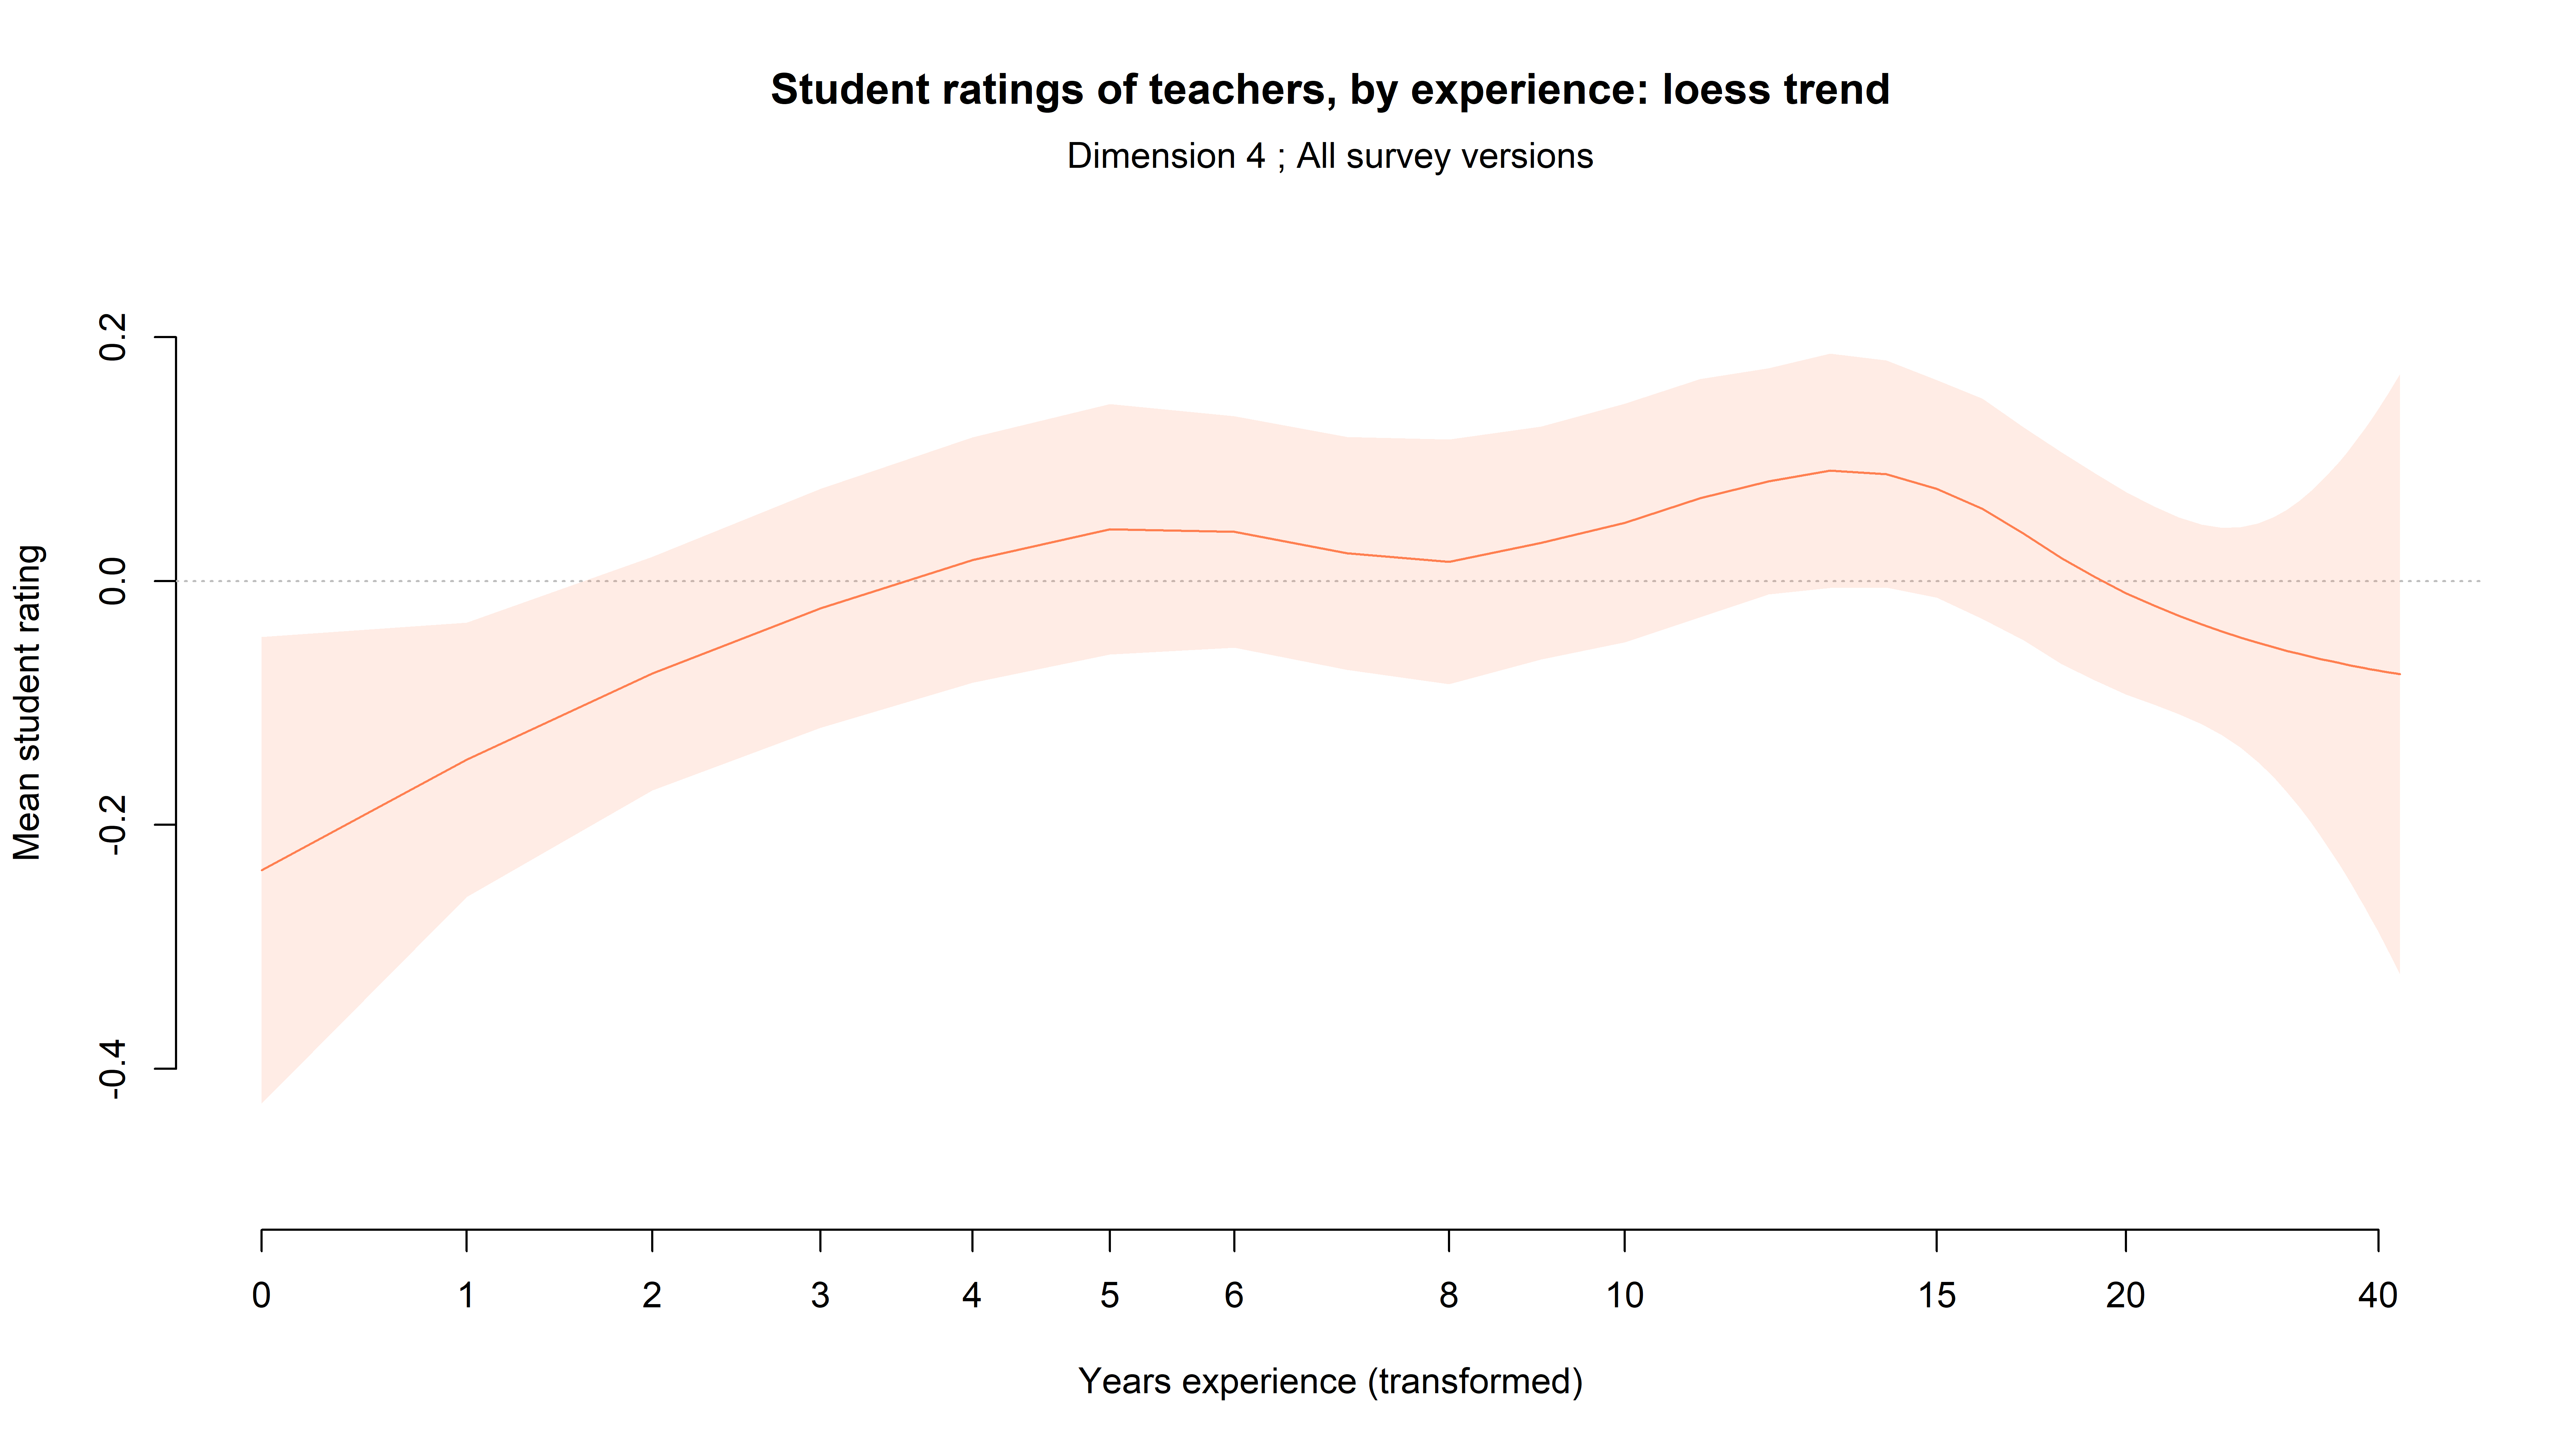 Student ratings of teachers, by experience: loess trend
Dimension 4 ; All survey versions
Mean student rating
0.2
0.0
-0.2
-0.4
0 1 2 3 4 5 6 8 10 15 20 40
Years experience (transformed)